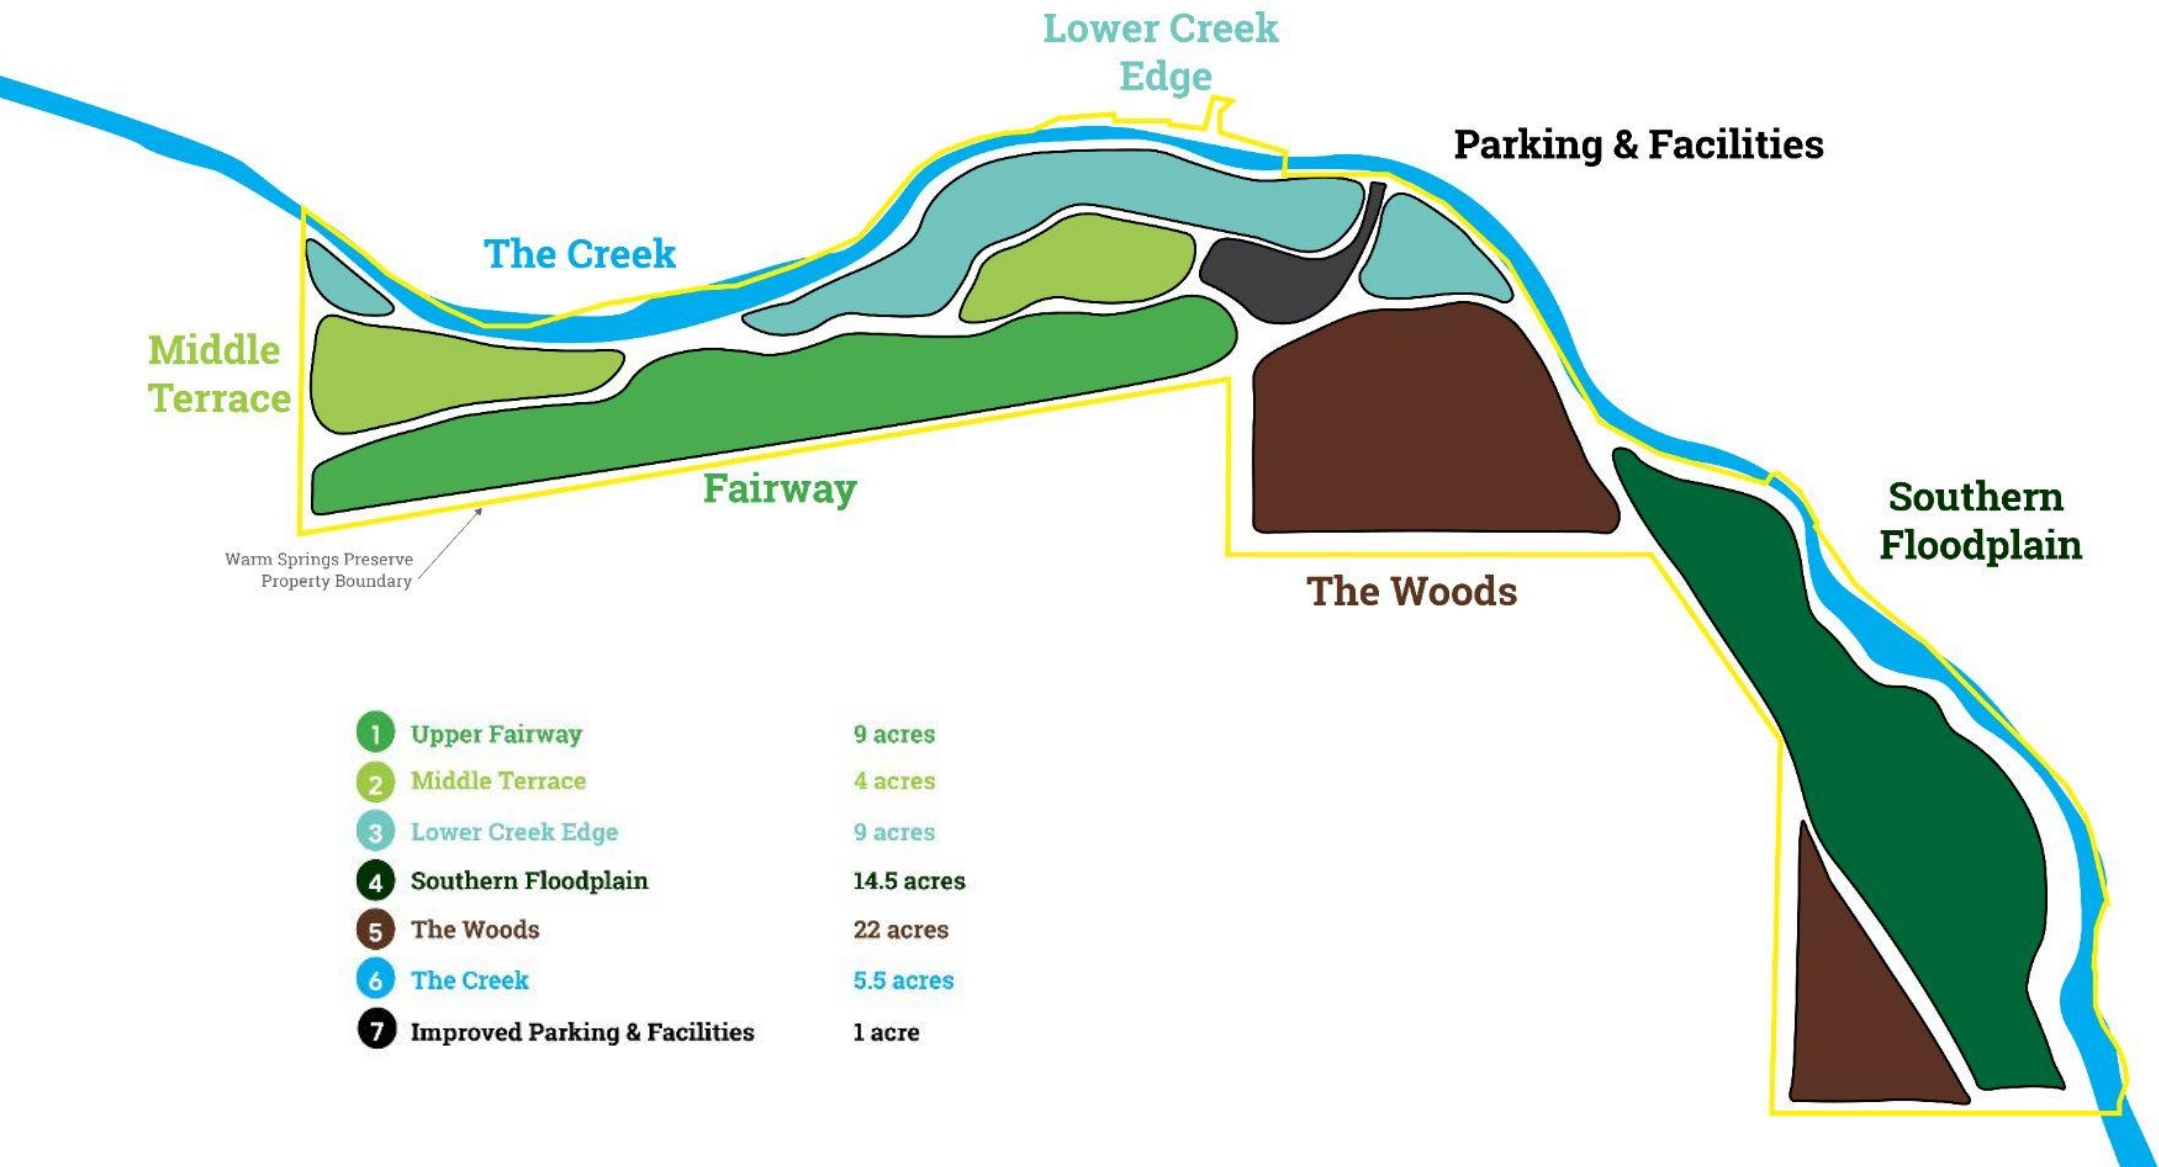 Lower Creek
Edge
Parking & Facilities
The Creek
Middle
Terrace
Fairway
Southern
Floodplain
Warm Springs Preserve
Property Boundary
The Woods
1 Upper Fairway 9 acres
2 Middle Terrace 4 acres
3 Lower Creek Edge 9 acres
4 Southern Floodplain 14.5 acres
5 The Woods 22 acres
6 The Creek 5.5 acres
7 Improved Parking & Facilities 1 acre